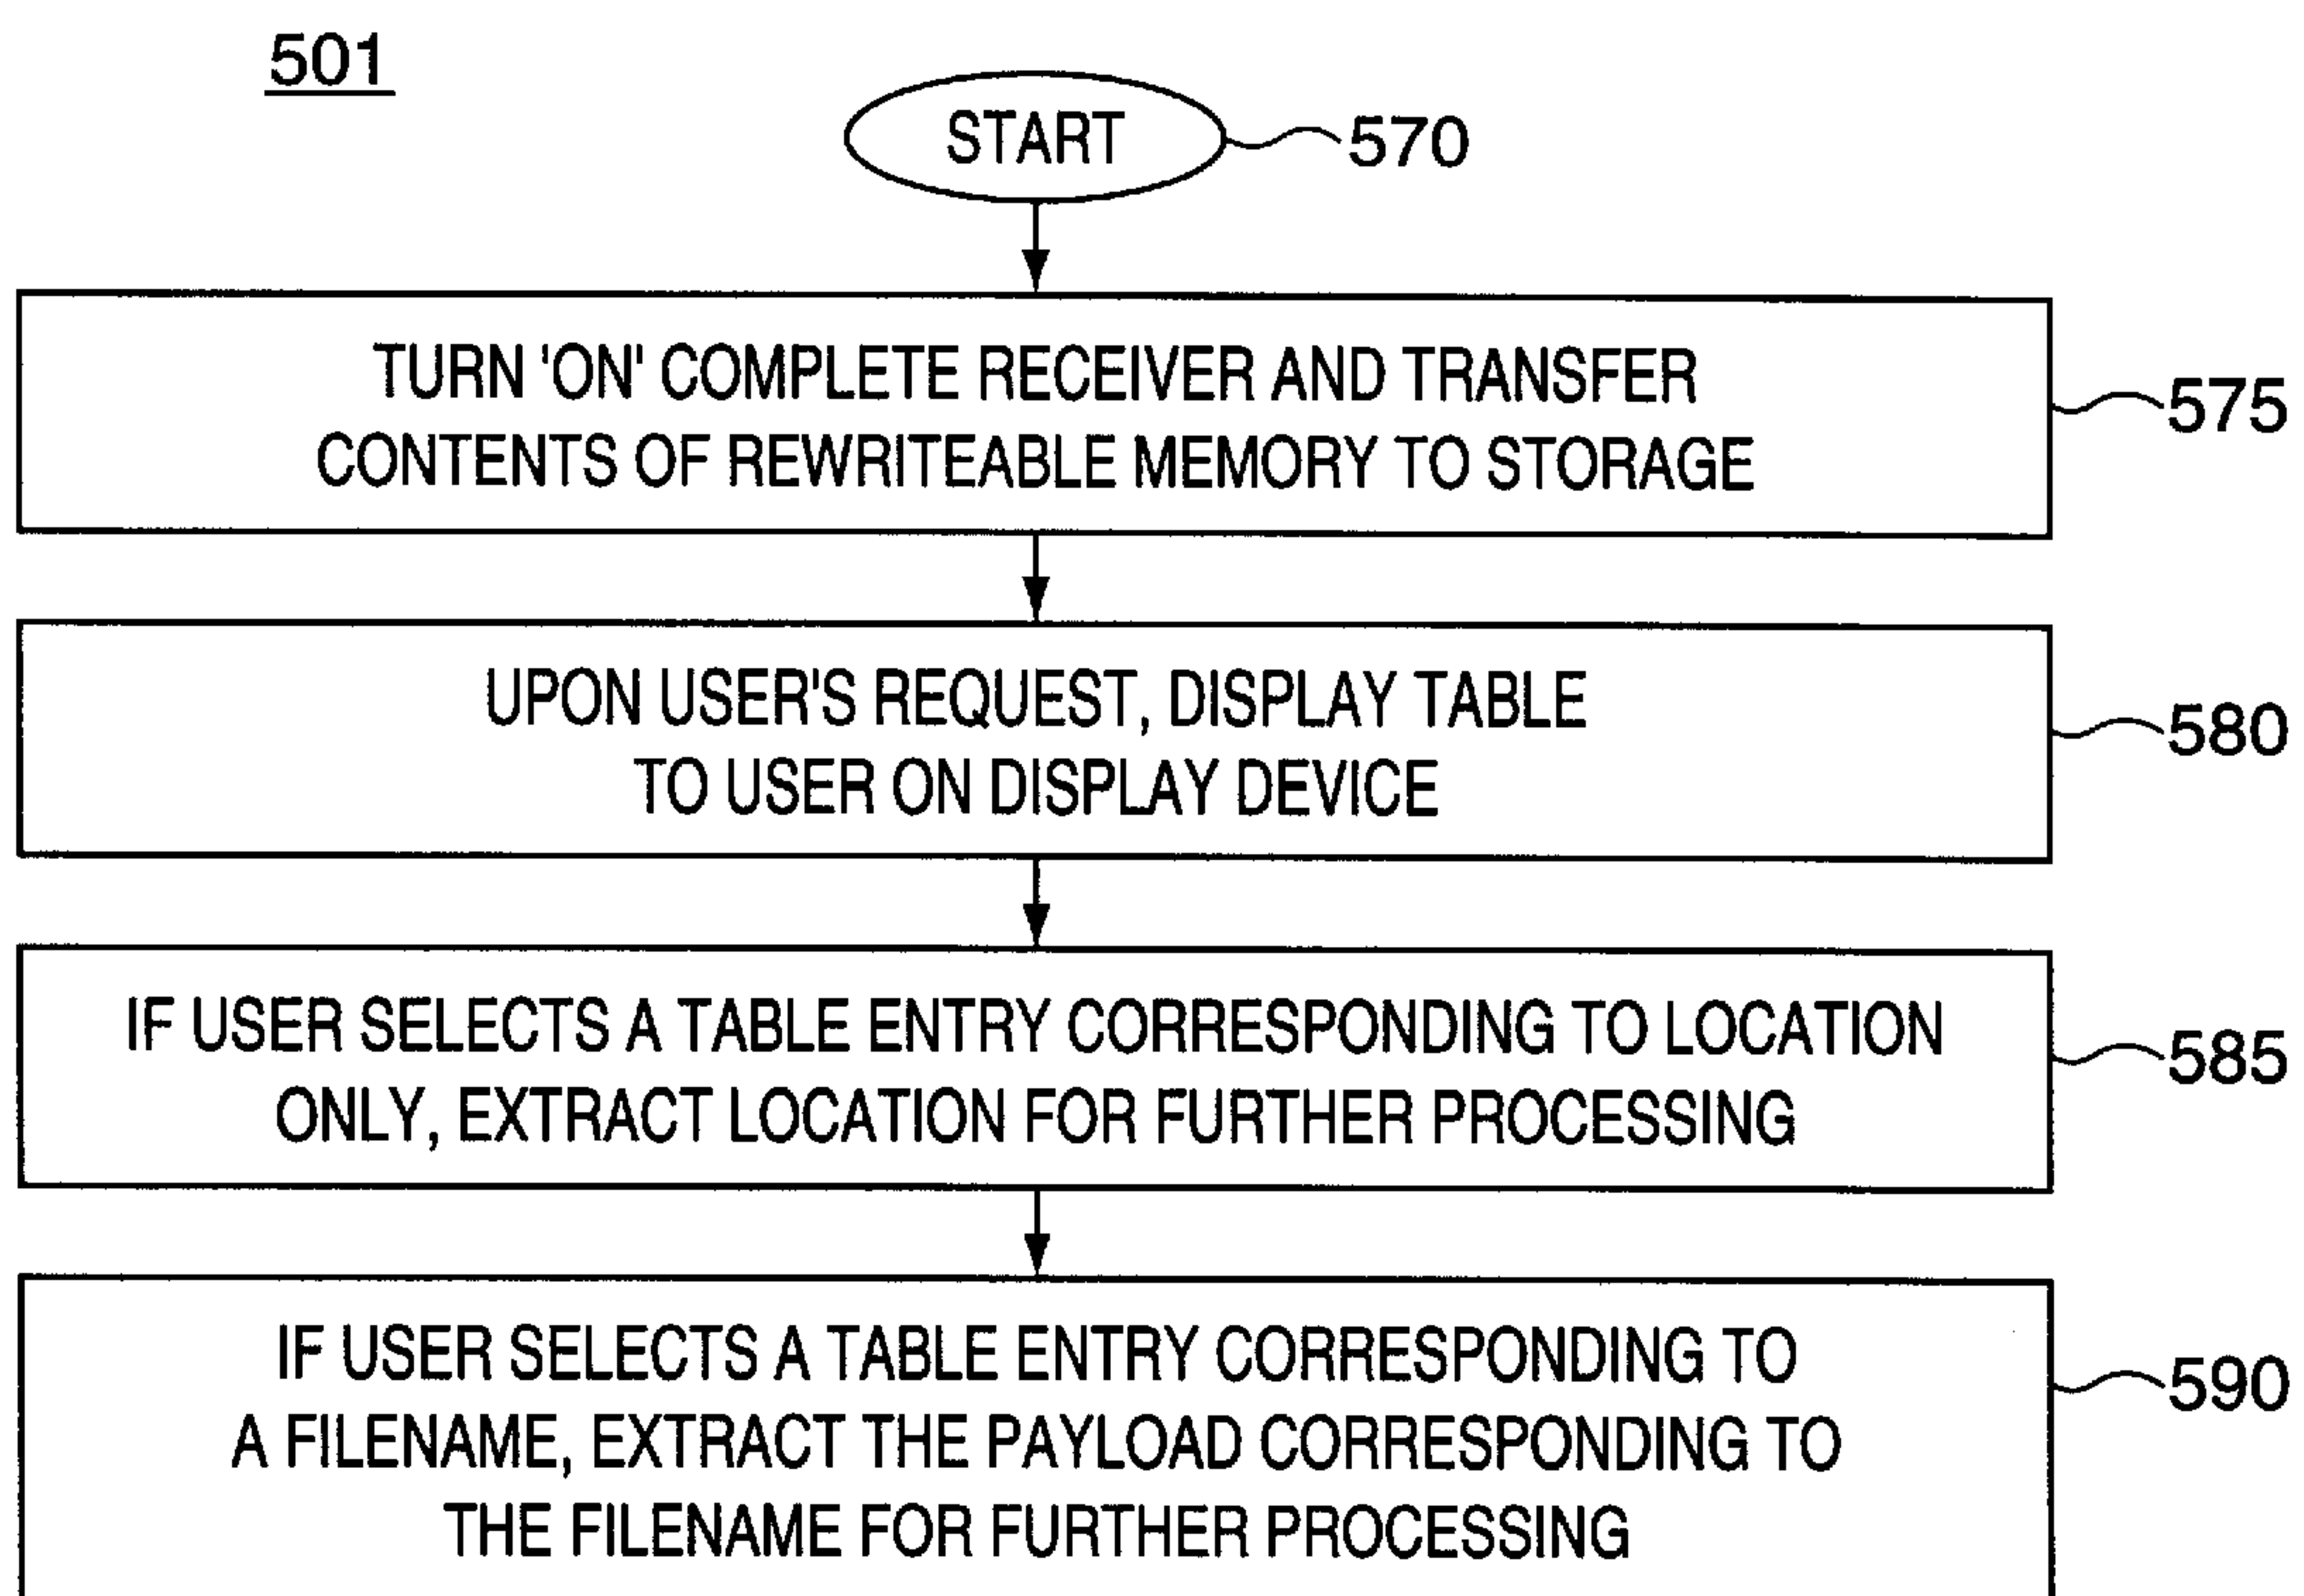 501
START
570
TURN 'ON' COMPLETE RECEIVER AND TRANSFER
CONTENTS OF REWRITEABLE MEMORY TO STORAGE
575
UPON USER'S REQUEST, DISPLAY TABLE
TO USER ON DISPLAY DEVICE
580
IF USER SELECTS A TABLE ENTRY CORRESPONDING TO LOCATION
ONLY, EXTRACT LOCATION FOR FURTHER PROCESSING
585
IF USER SELECTS A TABLE ENTRY CORRESPONDING TO
A FILENAME, EXTRACT THE PAYLOAD CORRESPONDING TO
THE FILENAME FOR FURTHER PROCESSING
590